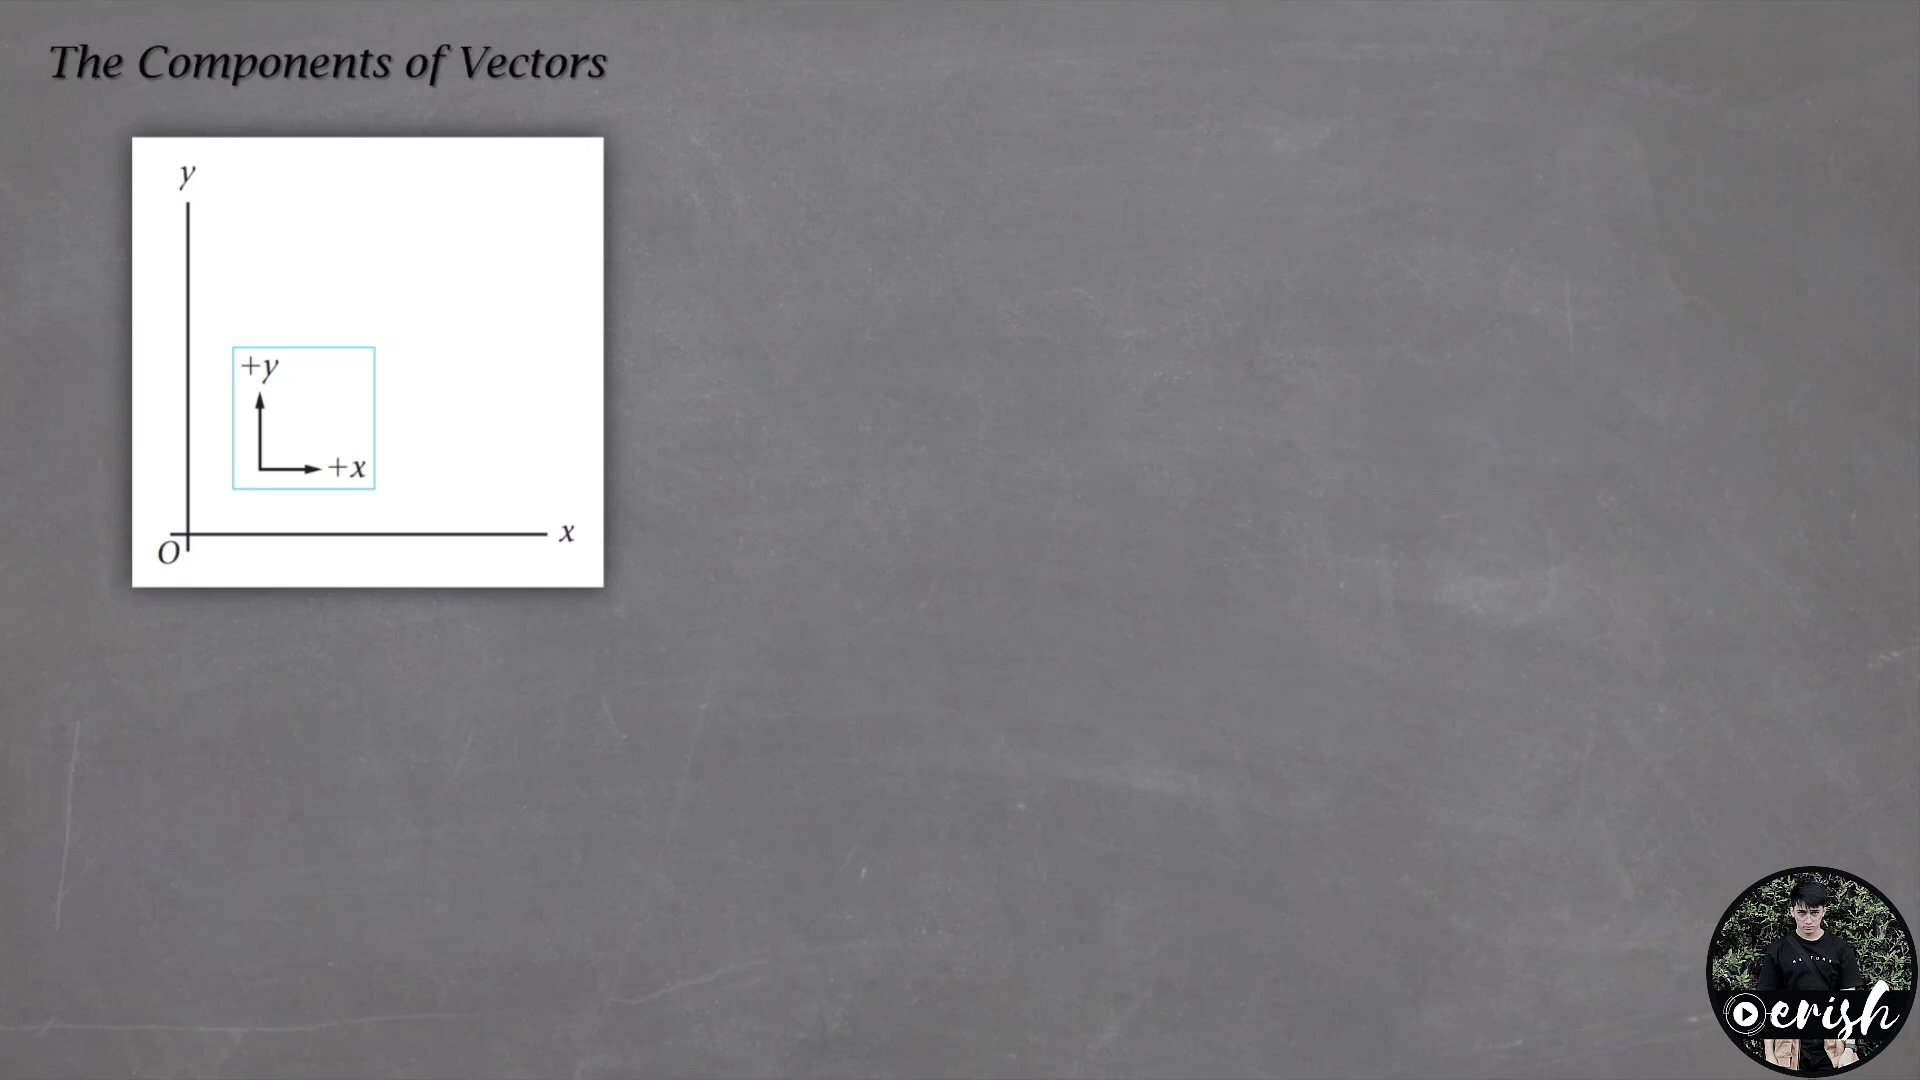 The Components of Vectors
y
+y
+x
x
O
erish